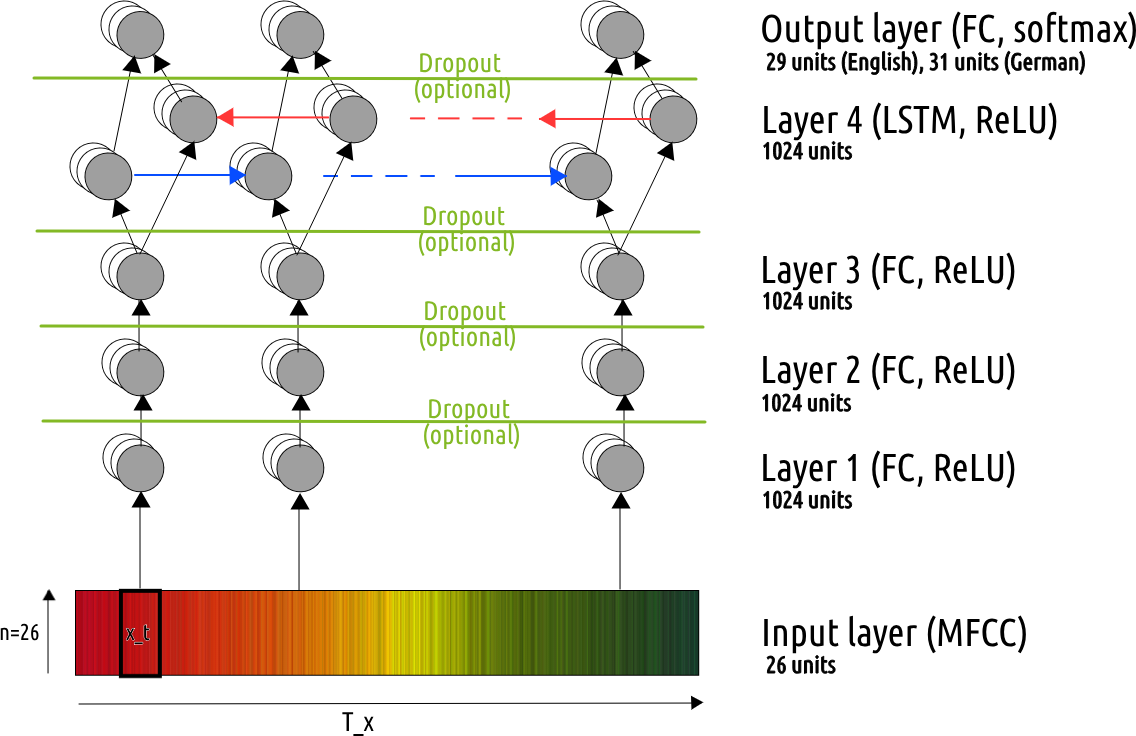 Output layer (FC, softmax)
29 units (English), 31 units (German)
Dropout
(optional)
Layer 4 (LSTM, ReLU)
1024 units
Dropout
(optional)
Layer 3 (FC, ReLU)
1024 units
Dropout
(optional)
Layer 2 (FC, ReLU)
1024 units
Dropout
(optional)
Layer 1 (FC, ReLU)
1024 units
n=26
x_t
Input layer (MFCC)
26 units
T_x